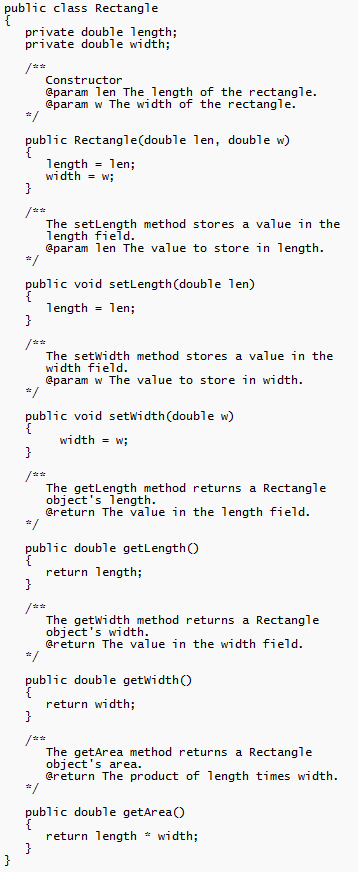 public class Rectangle
{
   private double length;
   private double width;

   /**
      Constructor
      @param len The length of the rectangle.
      @param w The width of the rectangle.
   */

   public Rectangle(double len, double w)
   {
      length = len;
      width = w;
   }

   /**
      The setLength method stores a value in the
      length field.
      @param len The value to store in length.
   */

   public void setLength(double len)
   {
      length = len;
   }

   /**
      The setWidth method stores a value in the
      width field.
      @param w The value to store in width.
   */

   public void setWidth(double w)
   {
        width = w;
   }

   /**
      The getLength method returns a Rectangle
      object's length.
      @return The value in the length field.
   */

   public double getLength()
   {
      return length;
   }

   /**
      The getWidth method returns a Rectangle
      object's width.
      @return The value in the width field.
   */

   public double getWidth()
   {
      return width;
   }

   /**
      The getArea method returns a Rectangle
      object's area.
      @return The product of length times width.
   */

   public double getArea()
   {
      return length * width;
   }
}